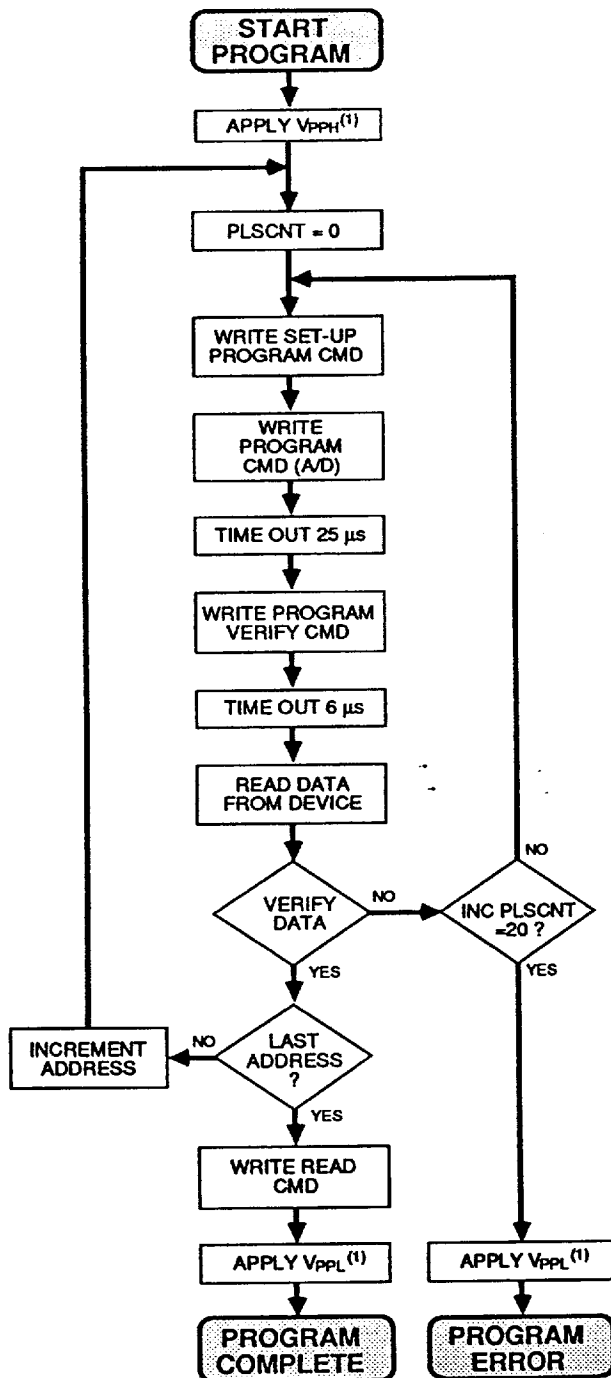 START
PROGRAM
APPLY VPPH(1)
PLSCNT = 0
WRITE SET-UP
PROGRAM CMD
WRITE
PROGRAM
CMD (A/D)
TIME OUT 25 µs
WRITE PROGRAM
VERIFY CMD
TIME OUT 6 µs
READ DATA
FROM DEVICE
VERIFY
DATA
NO
YES
INC PLSCNT
=20 ?
NO
YES
LAST
ADDRESS
?
NO
YES
INCREMENT
ADDRESS
WRITE READ
CMD
APPLY VPPL(1)
APPLY VPPL(1)
PROGRAM
COMPLETE
PROGRAM
ERROR